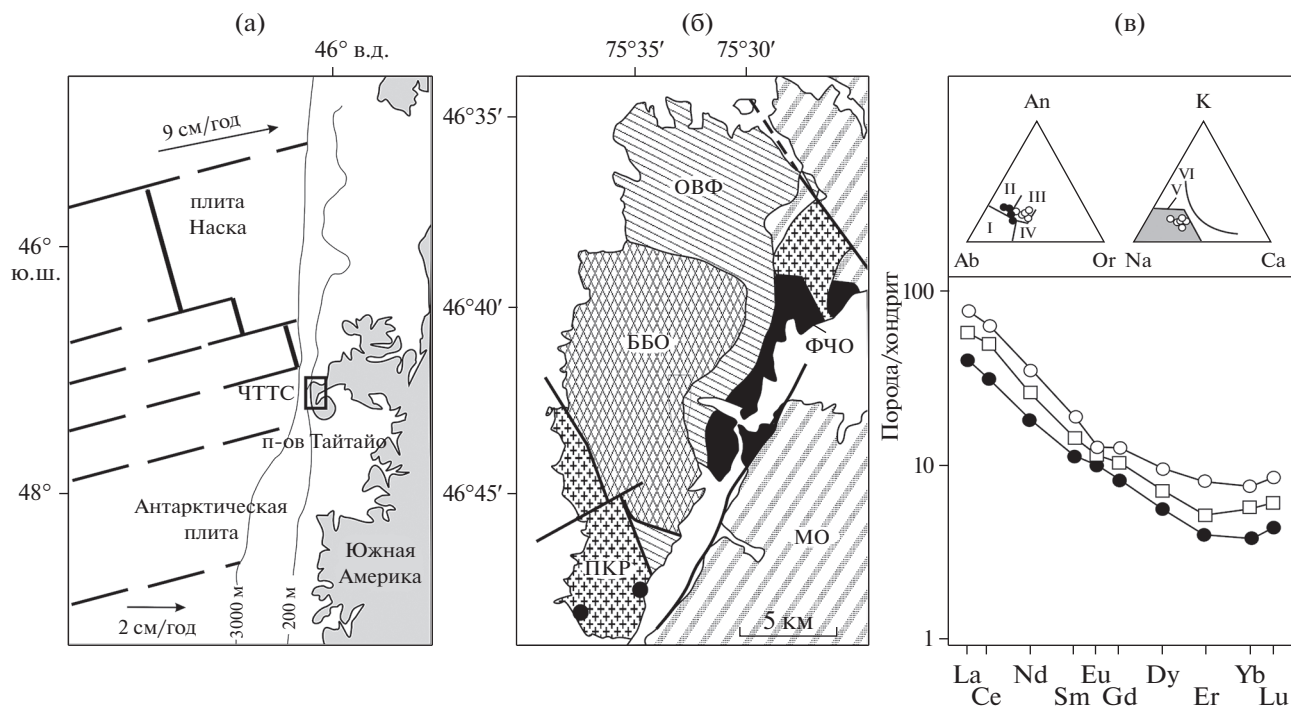 (а)
46° в.д.
9 см/год
плита
Наска
46°
ю.ш.
ЧТТС
п-ов Тайтайо
48°
Антарктическая
плита
Южная
Америка
2 см/год
3000 м
200 м
(б)
75°35′
75°30′
46°35′
ОВФ
46°40′
ББО
ФЧО
46°45′
МО
ПКР
5 км
(в)
An
K
II
III
I
IV
VI
V
Ab
Or
Na
Ca
100
10
1
Порода/хондрит
La
Ce
Nd
Sm
Eu
Gd
Dy
Er
Yb
Lu